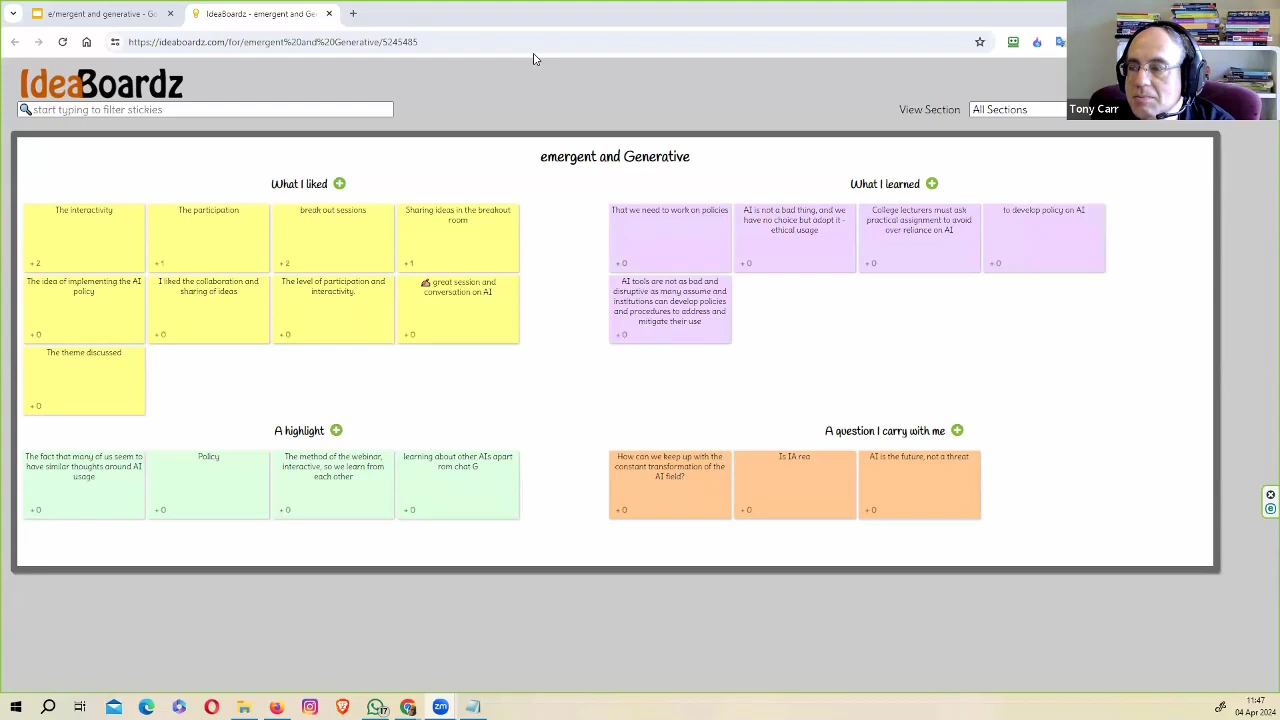 e/mergent and generative - Go
IdeaBoardz - emergent and Ge
Tony Carr
IdeaBoardz
start typing to filter stickies
View Section
All Sections
emergent and Generative
What I liked
The interactivity
+ 2
The participation
+ 1
break out sessions
+ 2
Sharing ideas in the breakout
room
+ 1
The idea of implementing the AI
policy
+ 0
I liked the collaboration and
sharing of ideas
+ 0
The level of participation and
interactivity.
+ 0
great session and
conversation on AI
+ 0
The theme discussed
+ 0
What I learned
That we need to work on policies
+ 0
AI is not a bad thing, and we
have no choice but adapt it -
ethical usage
+ 0
College lecturers must ask
practical assignment to avoid
over reliance on AI
+ 0
to develop policy on AI
+ 0
AI tools are not as bad and
disruptive as many assume and
institutions can develop policies
and procedures to address and
mitigate their use
+ 0
A highlight
The fact that many of us seem to
have similar thoughts around AI
usage
+ 0
Policy
+ 0
The method of the webinar,
interactive, so we learn from
each other
+ 0
learning about other AIs apart
rom chat G
+ 0
A question I carry with me
How can we keep up with the
constant transformation of the
AI field?
+ 0
Is IA rea
+ 0
AI is the future, not a threat
+ 0
zm
11:47
04 Apr 2024